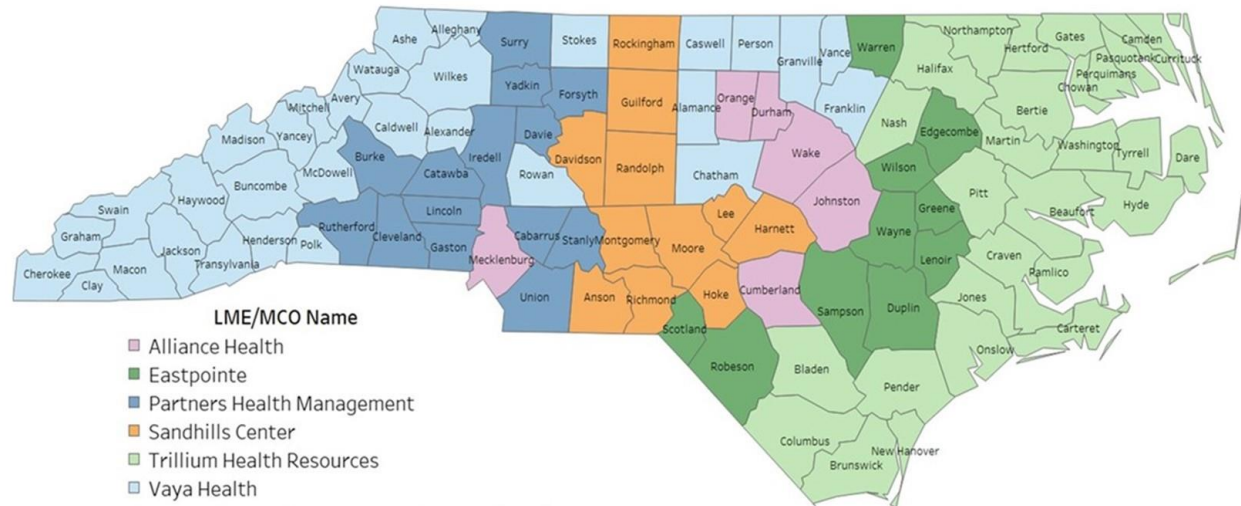 Alleghany
Ashe
Surry
Stokes
Rockingham
Caswell
Person
Granville
Vance
Warren
Northampton
Gates
Camden
Hertford
Pasquotank
Currituck
Perquimans
Chowan
Halifax
Watauga
Wilkes
Yadkin
Forsyth
Guilford
Alamance
Orange
Durham
Franklin
Bertie
Avery
Mitchell
Caldwell
Alexander
Yancey
Madison
Nash
Edgecombe
Martin
Washington
Tyrrell
Dare
Burke
Iredell
Davie
Davidson
Randolph
Wake
McDowell
Catawba
Rowan
Chatham
Wilson
Buncombe
Haywood
Swain
Lincoln
Johnston
Pitt
Greene
Beaufort
Hyde
Graham
Jackson
Henderson
Polk
Rutherford
Cleveland
Gaston
Cabarrus
Stanly
Montgomery
Moore
Lee
Harnett
Wayne
Lenoir
Craven
Pamlico
Cherokee
Macon
Transylvania
Clay
Mecklenburg
Union
Anson
Richmond
Hoke
Cumberland
Sampson
Duplin
Jones
Carteret
Onslow
Scotland
Robeson
Bladen
Pender
Columbus
New Hanover
Brunswick
LME/MCO Name
Alliance Health
Eastpointe
Partners Health Management
Sandhills Center
Trillium Health Resources
Vaya Health